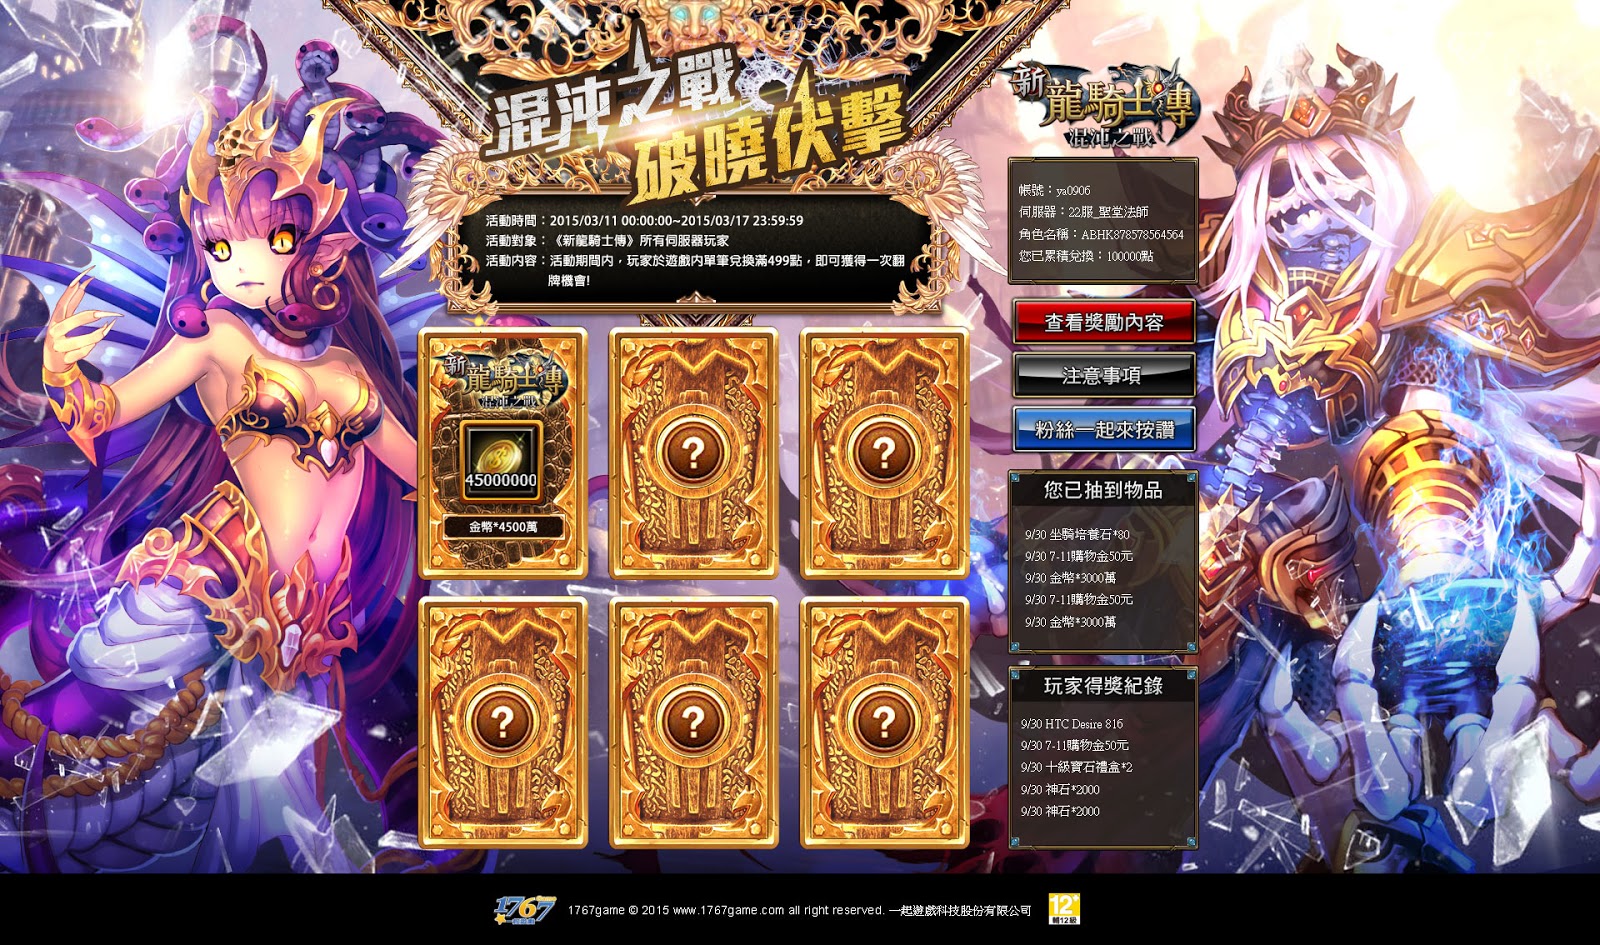 混沌之戰
破曉伏擊
活動時間：2015/03/11 00:00:00~2015/03/17 23:59:59
活動對象：《新龍騎士傳》所有伺服器玩家
活動內容：活動期間內，玩家於遊戲內單筆兌換滿499點，即可獲得一次翻
牌機會!
新龍騎士傳
混沌之戰
45000000
金幣*4500萬
?
?
?
?
?
新龍騎士傳
混沌之戰
帳號：ya0906
伺服器：22服_聖堂法師
角色名稱：ABHK878578564564
您已累積兌換：100000點
查看獎勵內容
注意事項
粉絲一起來按讚
您已抽到物品
9/30 坐騎培養石*80
9/30 7-11購物金50元
9/30 金幣*3000萬
9/30 7-11購物金50元
9/30 金幣*3000萬
玩家得獎紀錄
9/30 HTC Desire 816
9/30 7-11購物金50元
9/30 十級寶石禮盒*2
9/30 神石*2000
9/30 神石*2000
1767
1767game © 2015 www.1767game.com all right reserved. 一起遊戲科技股份有限公司
12+
輔12級